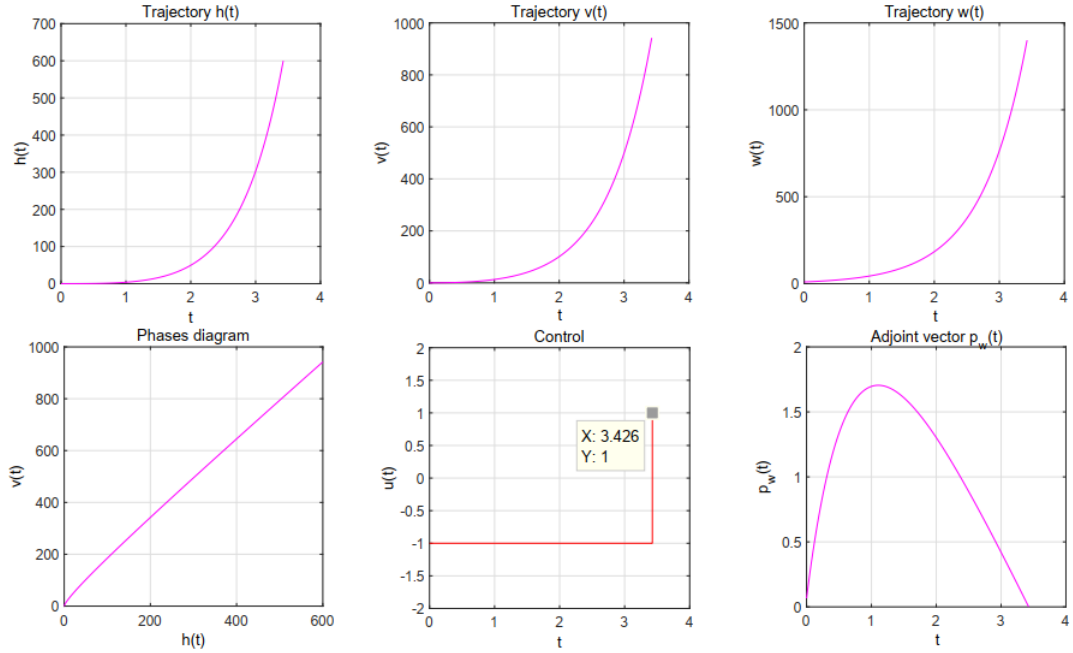 Trajectory h(t)
700
600
500
400
300
200
100
0
h(t)
0 1 2 3 4
t
Trajectory v(t)
1000
800
600
400
200
0
v(t)
0 1 2 3 4
t
Trajectory w(t)
1500
1000
500
0
w(t)
0 1 2 3 4
t
Phases diagram
1000
800
600
400
200
0
v(t)
0 200 400 600
h(t)
Control
2
1.5
1
0.5
0
-0.5
-1
-1.5
-2
u(t)
X: 3.426
Y: 1
0 1 2 3 4
t
Adjoint vector p_w(t)
2
1.5
1
0.5
0
p_w(t)
0 1 2 3 4
t